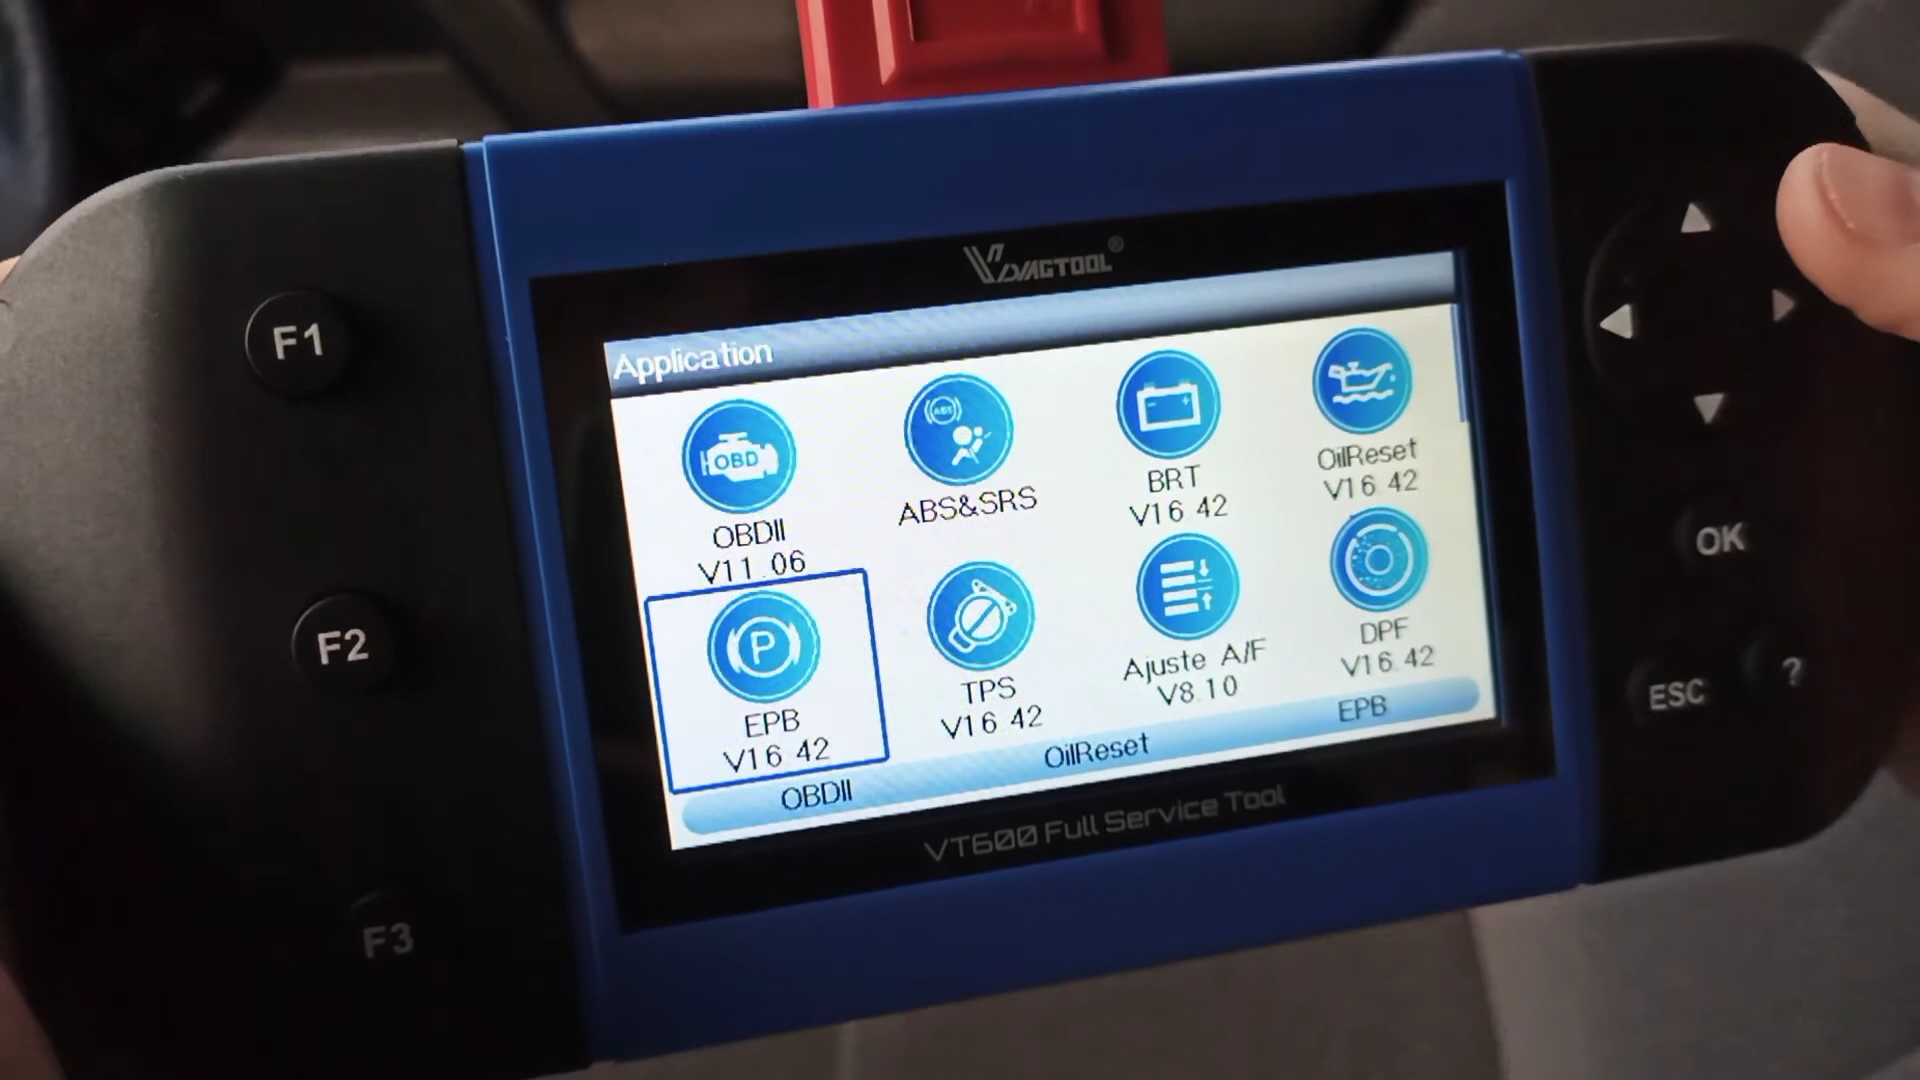 VDIAGTOOL®
Application
OBD
ABS
OBDII
V11.06
ABS&SRS
BRT
V16.42
OilReset
V16.42
P
EPB
V16.42
TPS
V16.42
Ajuste A/F
V8.10
DPF
V16.42
OBDII
OilReset
EPB
VT600 Full Service Tool
F1
F2
F3
OK
ESC
?